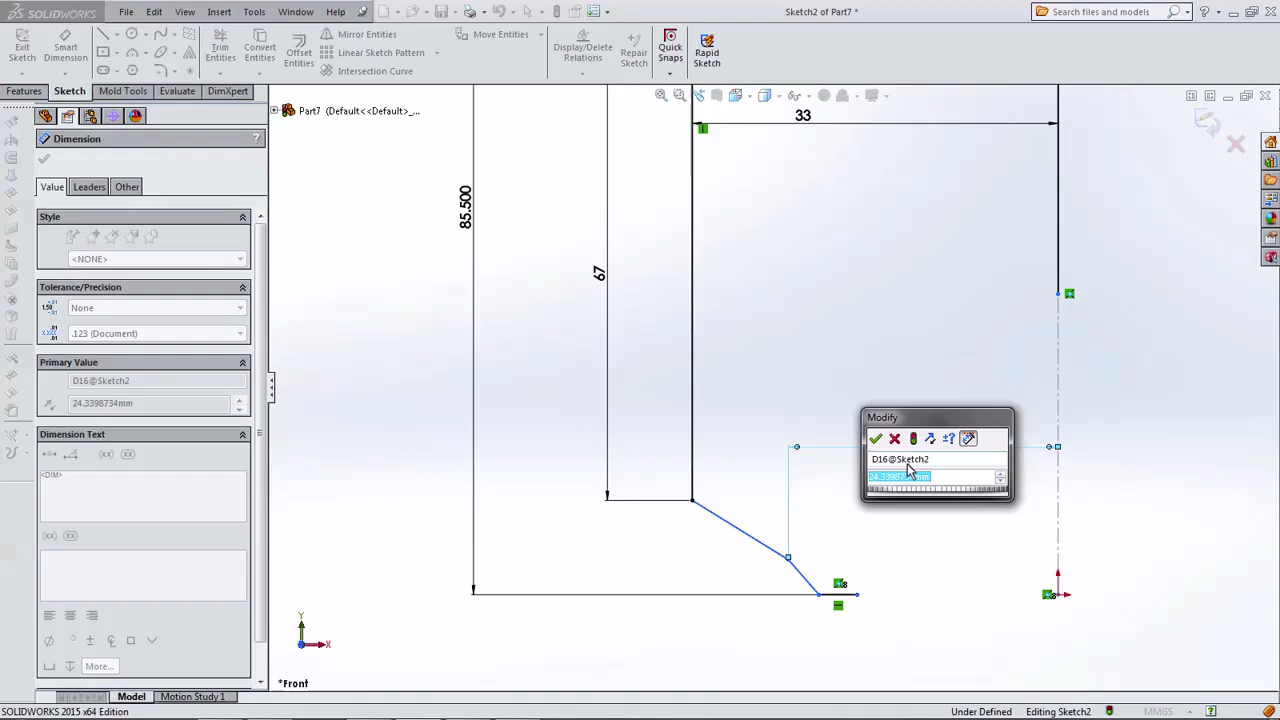 SOLIDWORKS
File
Edit
View
Insert
Tools
Window
Help
Sketch2 of Part7 *
Search files and models
Exit Sketch
Smart Dimension
Trim Entities
Convert Entities
Offset Entities
Mirror Entities
Linear Sketch Pattern
Intersection Curve
Move Entities
Display/Delete Relations
Repair Sketch
Quick Snaps
Rapid Sketch
Features
Sketch
Mold Tools
Evaluate
DimXpert
Part7 (Default<<Default>_...
Dimension
?
Value
Leaders
Other
Style
<NONE>
Tolerance/Precision
None
.123 (Document)
Primary Value
D16@Sketch2
24.3398734mm
Dimension Text
<DIM>
More...
33
85.500
67
Modify
D16@Sketch2
Y
X
*Front
Model
Motion Study 1
SOLIDWORKS 2015 x64 Edition
Under Defined
Editing Sketch2
MMGS